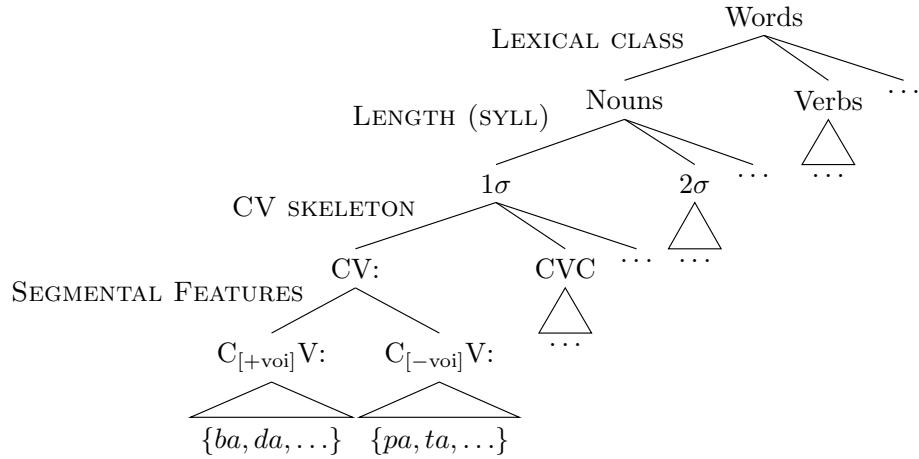 Words
LEXICAL CLASS
Nouns Verbs ...
LENGTH (SYLL)
1σ 2σ ... ...
CV SKELETON
CV: CVC ... ...
SEGMENTAL FEATURES
...
C[+voi]V: C[−voi]V:
{ba, da, ...} {pa, ta, ...}